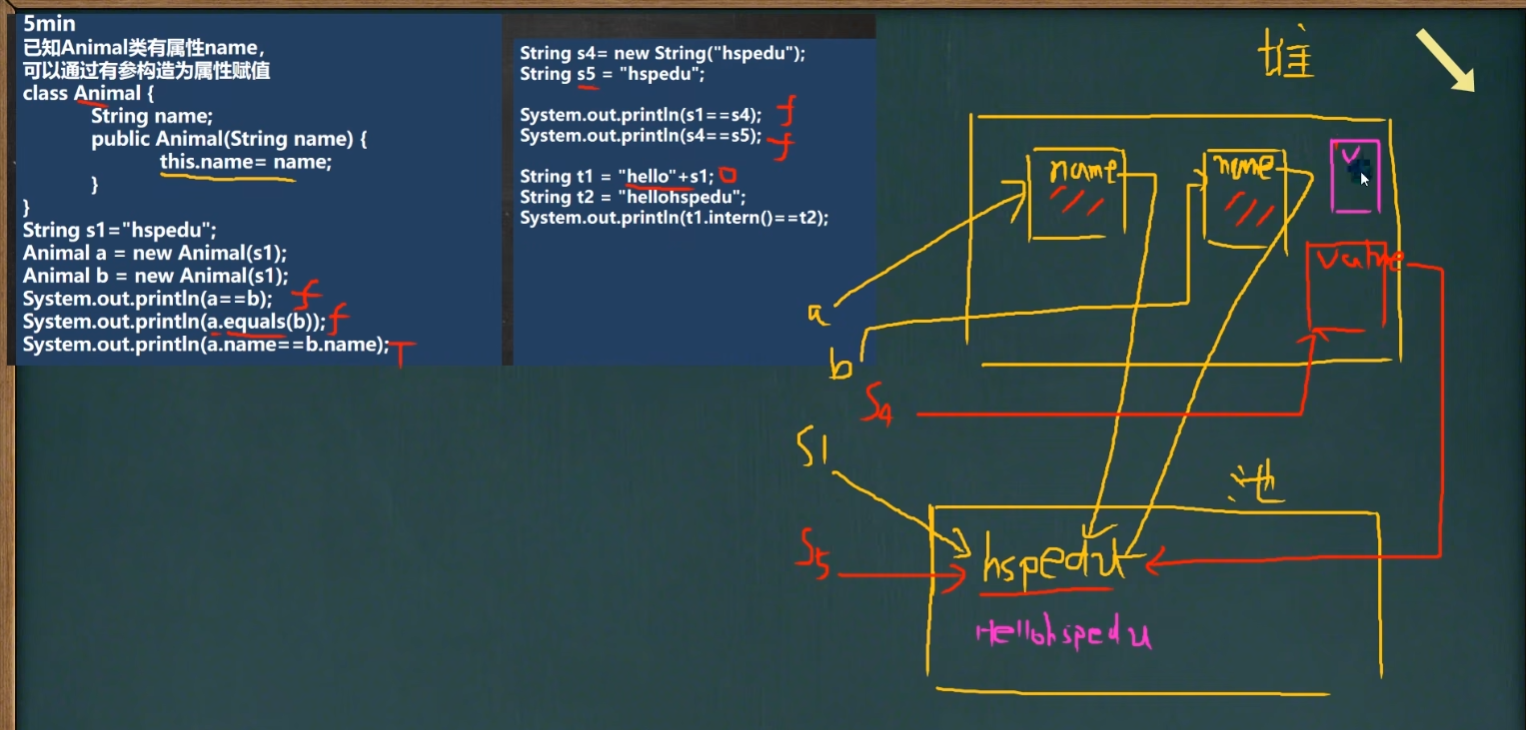 5min
已知Animal类有属性name，
可以通过有参构造为属性赋值
class Animal {
String name;
public Animal(String name) {
this.name= name;
}
}
String s1="hspedu";
Animal a = new Animal(s1);
Animal b = new Animal(s1);
System.out.println(a==b); f
System.out.println(a.equals(b)); f
System.out.println(a.name==b.name); T
String s4= new String("hspedu");
String s5 = "hspedu";
System.out.println(s1==s4); f
System.out.println(s4==s5); f
String t1 = "hello"+s1;
String t2 = "hellohspedu";
System.out.println(t1.intern()==t2);
堆
name
name
v
value
a
b
S4
S1
池
S5
hspedu
Hellohspedu